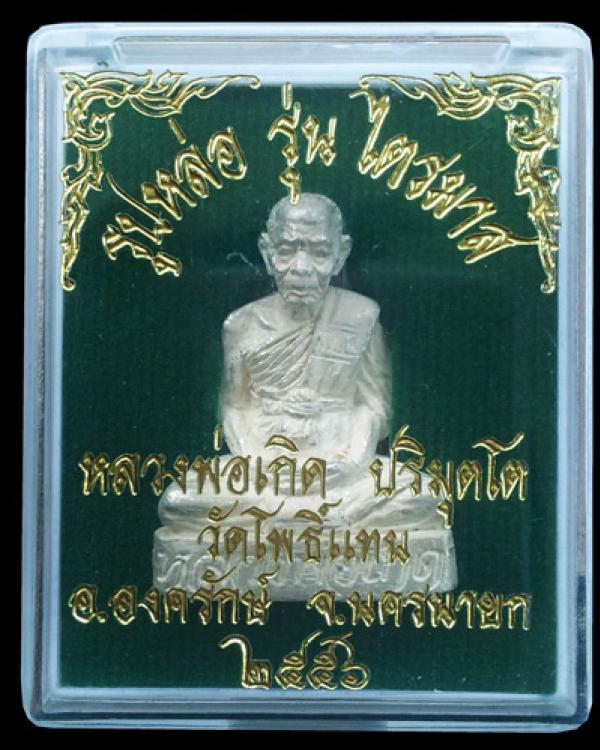 รูปหล่อ รุ่น ไตรมาส
หลวงพ่อเกิด ปริมุตโต
วัดโพธิ์แทน
อ.องครักษ์ จ.นครนายก
๒๕๕๖